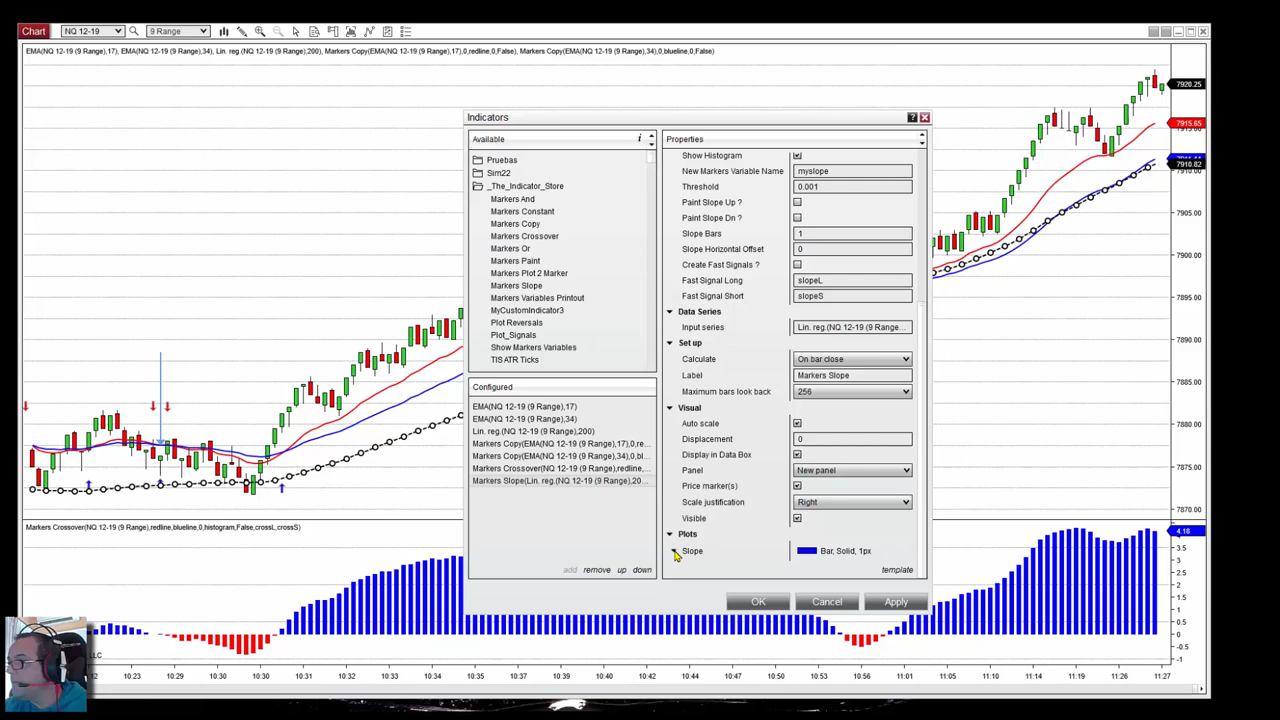 Chart
NQ 12-19
9 Range
EMA(NQ 12-19 (9 Range),17), EMA(NQ 12-19 (9 Range),34), Lin. reg.(NQ 12-19 (9 Range),200), Markers Copy(EMA(NQ 12-19 (9 Range),17),0,redline,0,False), Markers Copy(EMA(NQ 12-19 (9 Range),34),0,blueline,0,False)
Indicators
Available
Pruebas
Sim22
_The_Indicator_Store
Markers And
Markers Constant
Markers Copy
Markers Crossover
Markers Or
Markers Paint
Markers Plot 2 Marker
Markers Slope
Markers Variables Printout
MyCustomIndicator3
Plot Reversals
Plot_Signals
Show Markers Variables
TIS ATR Ticks
Configured
EMA(NQ 12-19 (9 Range),17)
EMA(NQ 12-19 (9 Range),34)
Lin. reg.(NQ 12-19 (9 Range),200)
Markers Copy(EMA(NQ 12-19 (9 Range),17),0,re...
Markers Copy(EMA(NQ 12-19 (9 Range),34),0,bl...
Markers Crossover(NQ 12-19 (9 Range),redline,...
Markers Slope(Lin. reg.(NQ 12-19 (9 Range),20...
add remove up down
Properties
Show Histogram
New Markers Variable Name myslope
Threshold 0.001
Paint Slope Up ?
Paint Slope Dn ?
Slope Bars 1
Slope Horizontal Offset 0
Create Fast Signals ?
Fast Signal Long slopeL
Fast Signal Short slopeS
Data Series
Input series Lin. reg.(NQ 12-19 (9 Range...
Set up
Calculate On bar close
Label Markers Slope
Maximum bars look back 256
Visual
Auto scale
Displacement 0
Display in Data Box
Panel New panel
Price marker(s)
Scale justification Right
Visible
Plots
Slope Bar, Solid, 1px
template
OK Cancel Apply
7920.25
7915.65
7915.00
7910.82
7910.00
7905.00
7900.00
7895.00
7890.00
7885.00
7880.00
7875.00
7870.00
Markers Crossover(NQ 12-19 (9 Range),redline,blueline,0,histogram,False,crossL,crossS)
4.18
3.5
3
2.5
2
1.5
1
0.5
0
-0.5
-1
LLC
10:23 10:29 10:30 10:30 10:31 10:33 10:34 10:35 10:36 10:38 10:40 10:42 10:44 10:47 10:50 10:52 10:53 10:55 11:01 11:05 11:10 11:19 11:26 11:27